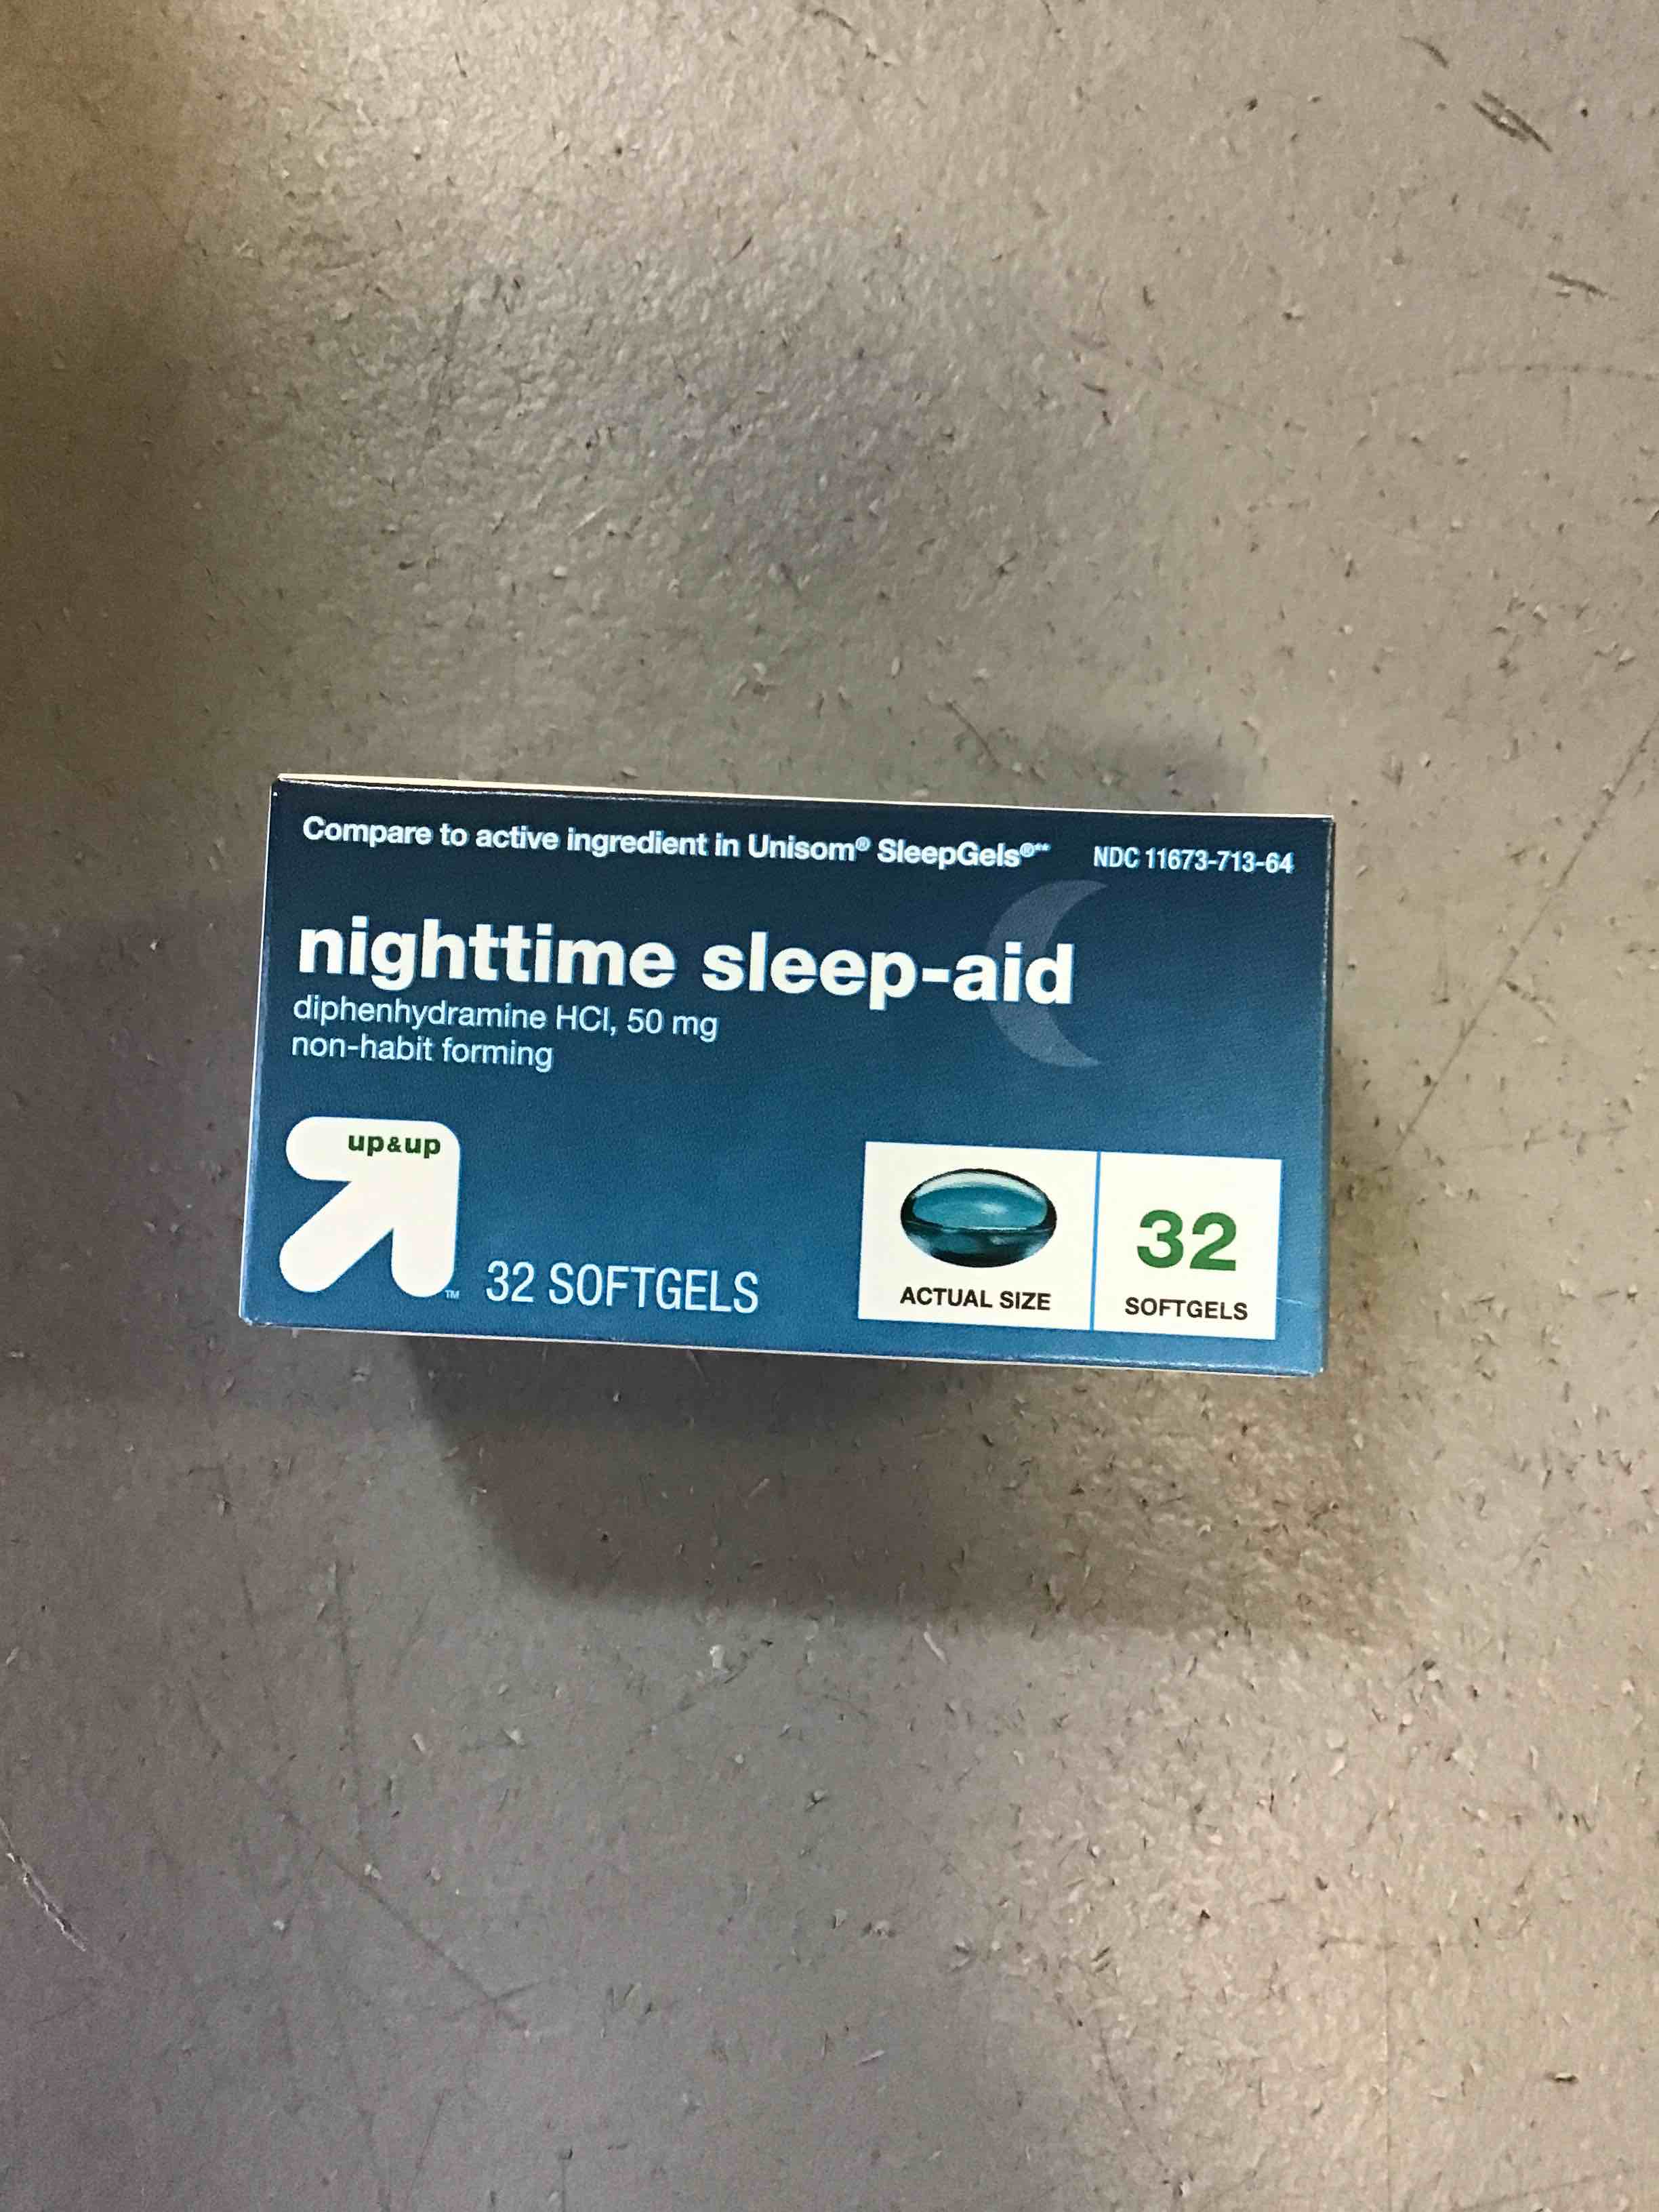 Compare to active ingredient in Unisom® SleepGels®** NDC 11673-713-64
nighttime sleep-aid
diphenhydramine HCl, 50 mg
non-habit forming
up&up
™ 32 SOFTGELS
ACTUAL SIZE
32
SOFTGELS